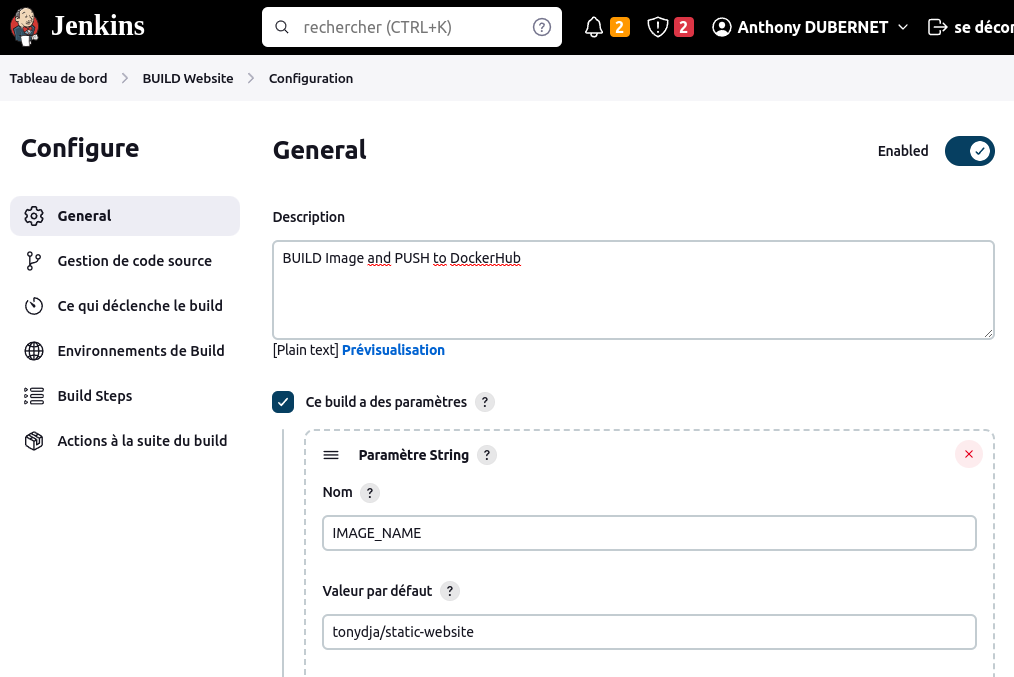 Jenkins
rechercher (CTRL+K)
?
2
2
Anthony DUBERNET
se décon
Tableau de bord
BUILD Website
Configuration
Configure
General
Gestion de code source
Ce qui déclenche le build
Environnements de Build
Build Steps
Actions à la suite du build
General
Enabled
Description
BUILD Image and PUSH to DockerHub
[Plain text] Prévisualisation
Ce build a des paramètres ?
Paramètre String ?
Nom ?
IMAGE_NAME
Valeur par défaut ?
tonydja/static-website